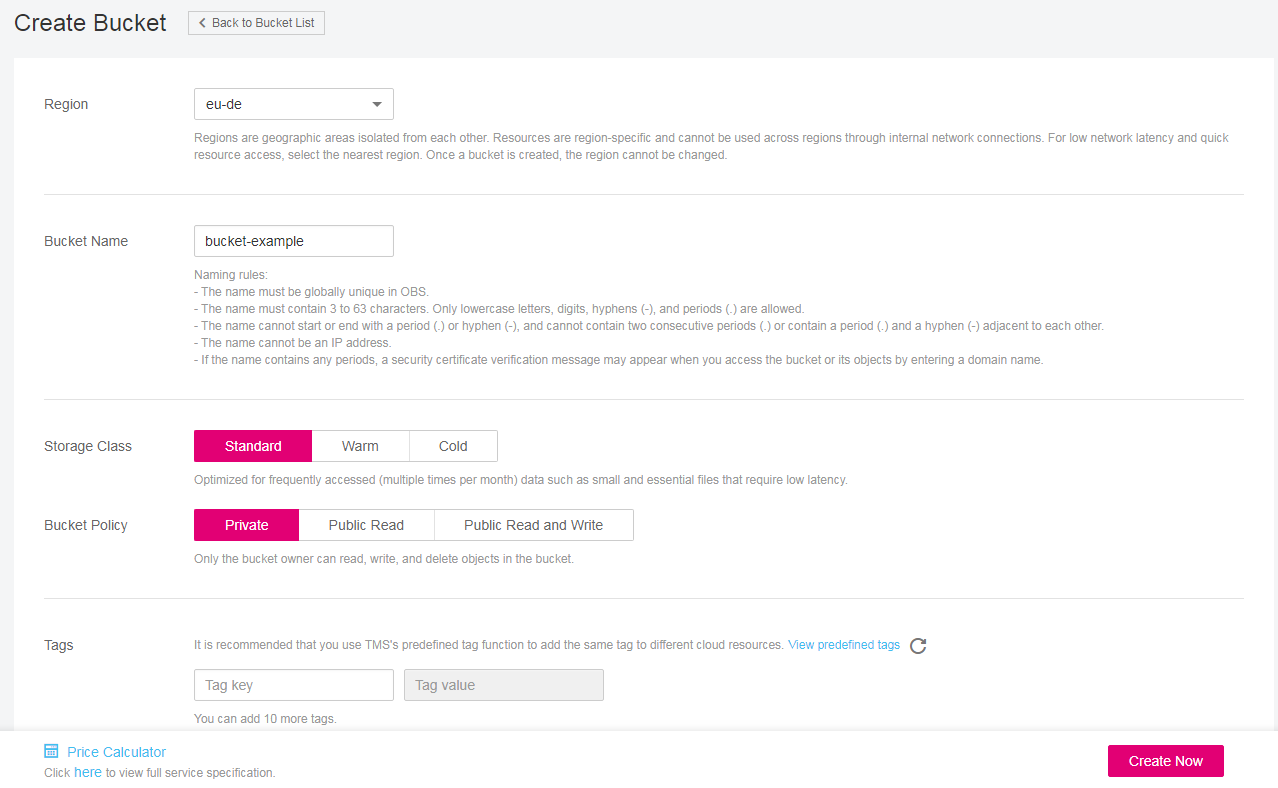 Create Bucket
Back to Bucket List
Region
eu-de
Regions are geographic areas isolated from each other. Resources are region-specific and cannot be used across regions through internal network connections. For low network latency and quick
resource access, select the nearest region. Once a bucket is created, the region cannot be changed.
Bucket Name
bucket-example
Naming rules:
- The name must be globally unique in OBS.
- The name must contain 3 to 63 characters. Only lowercase letters, digits, hyphens (-), and periods (.) are allowed.
- The name cannot start or end with a period (.) or hyphen (-), and cannot contain two consecutive periods (.) or contain a period (.) and a hyphen (-) adjacent to each other.
- The name cannot be an IP address.
- If the name contains any periods, a security certificate verification message may appear when you access the bucket or its objects by entering a domain name.
Storage Class
Standard Warm Cold
Optimized for frequently accessed (multiple times per month) data such as small and essential files that require low latency.
Bucket Policy
Private Public Read Public Read and Write
Only the bucket owner can read, write, and delete objects in the bucket.
Tags
It is recommended that you use TMS's predefined tag function to add the same tag to different cloud resources. View predefined tags
Tag key Tag value
You can add 10 more tags.
Price Calculator
Click here to view full service specification.
Create Now